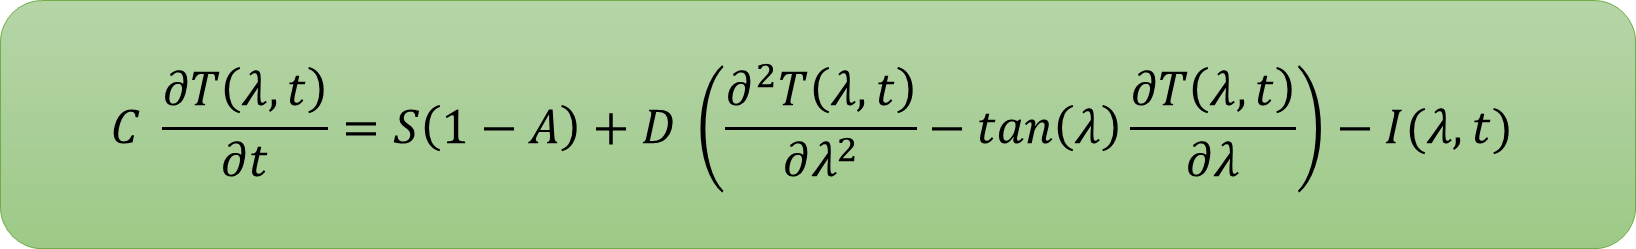 C ∂T(λ, t)/∂t = S(1 − A) + D (∂²T(λ, t)/∂λ² − tan(λ) ∂T(λ, t)/∂λ) − I(λ, t)